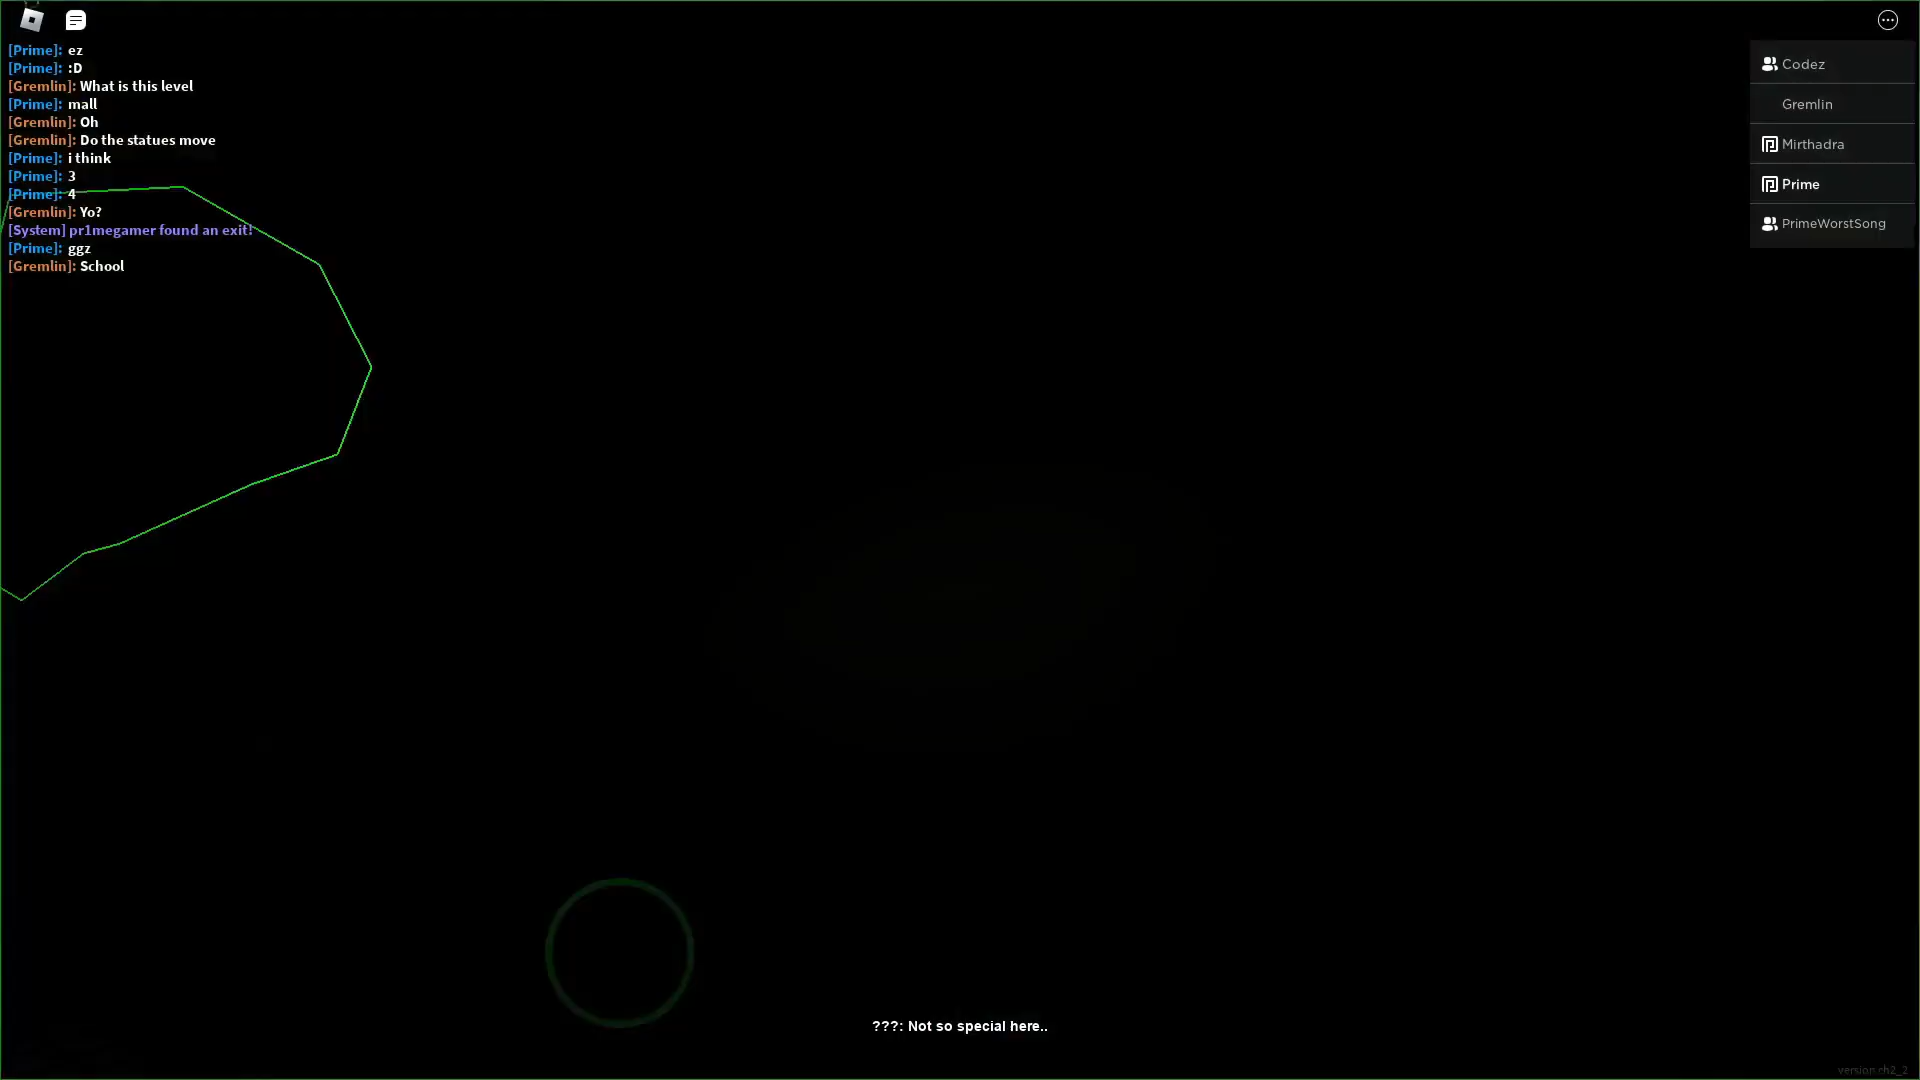 [Prime]: ez
[Prime]: :D
[Gremlin]: What is this level
[Prime]: mall
[Gremlin]: Oh
[Gremlin]: Do the statues move
[Prime]: i think
[Prime]: 3
[Prime]: 4
[Gremlin]: Yo?
[System] pr1megamer found an exit!
[Prime]: ggz
[Gremlin]: School
Codez
Gremlin
Mirthadra
Prime
PrimeWorstSong
???: Not so special here..
version ch2_2